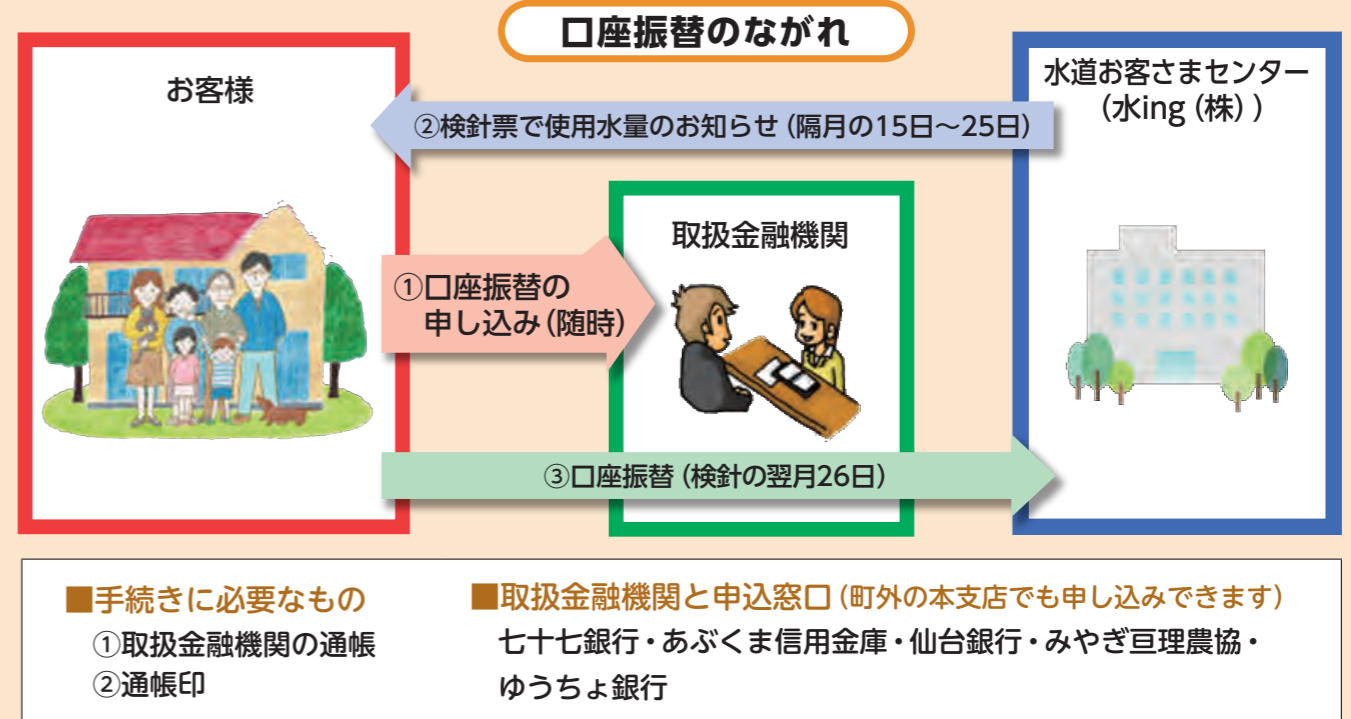 口座振替のながれ
お客様
水道お客さまセンター
（水ing（株））
②検針票で使用水量のお知らせ（隔月の15日～25日）
取扱金融機関
①口座振替の
申し込み（随時）
③口座振替（検針の翌月26日）
■手続きに必要なもの
①取扱金融機関の通帳
②通帳印
■取扱金融機関と申込窓口（町外の本支店でも申し込みできます）
七十七銀行・あぶくま信用金庫・仙台銀行・みやぎ亘理農協・
ゆうちょ銀行